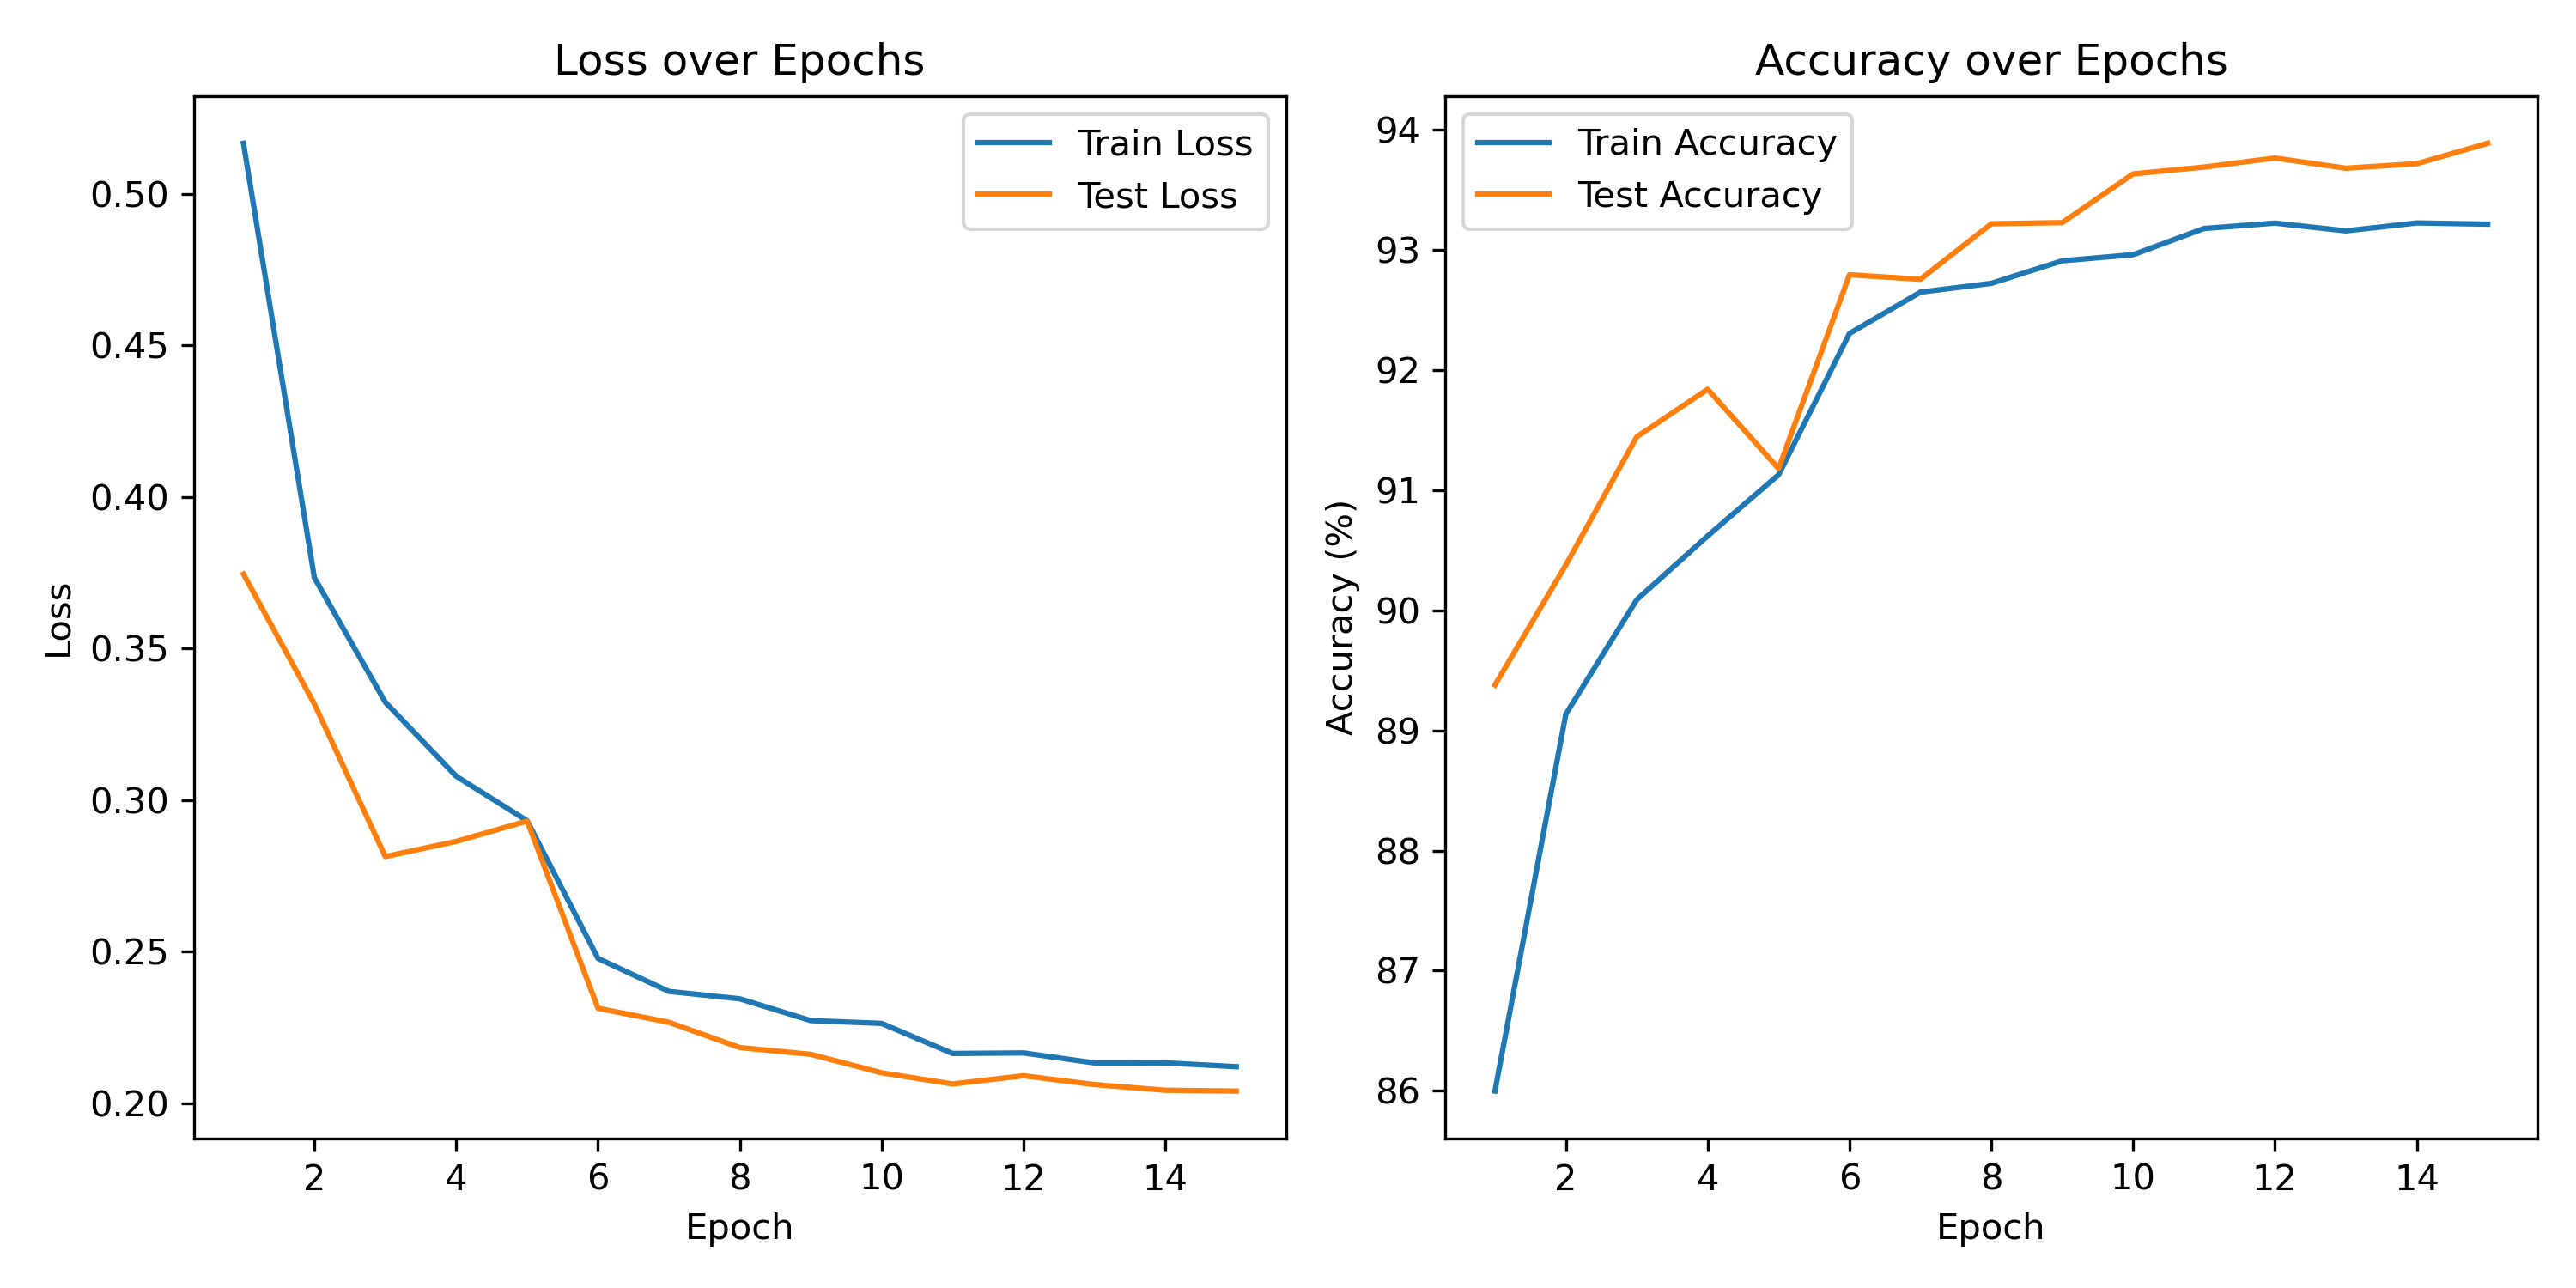 Loss over Epochs
Train Loss
Test Loss
0.50
0.45
0.40
0.35
0.30
0.25
0.20
Loss
2 4 6 8 10 12 14
Epoch
Accuracy over Epochs
Train Accuracy
Test Accuracy
94
93
92
91
90
89
88
87
86
Accuracy (%)
2 4 6 8 10 12 14
Epoch